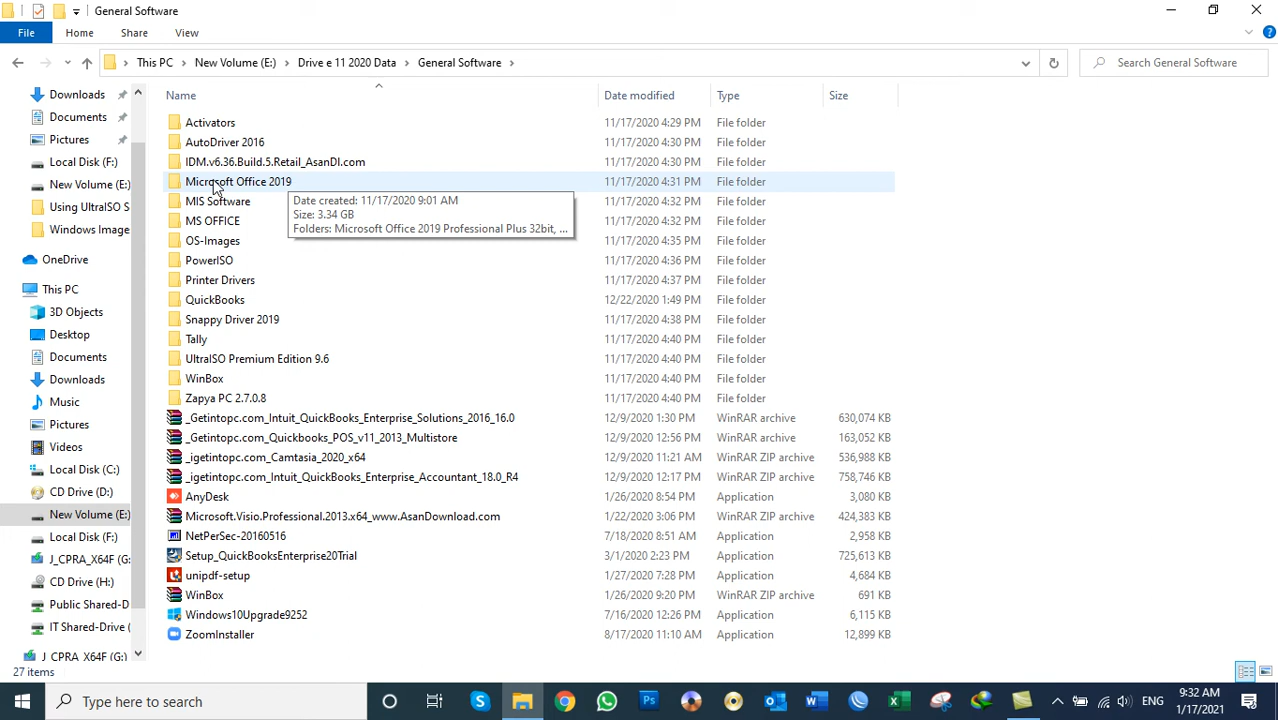 General Software
File Home Share View
This PC New Volume (E:) Drive e 11 2020 Data General Software Search General Software
Name Date modified Type Size
Downloads
Documents
Pictures
Local Disk (F:)
New Volume (E:)
Using UltraISO S
Windows Image
OneDrive
This PC
3D Objects
Desktop
Documents
Downloads
Music
Pictures
Videos
Local Disk (C:)
CD Drive (D:)
New Volume (E:)
Local Disk (F:)
J_CPRA_X64F (G:
CD Drive (H:)
Public Shared-D
IT Shared-Drive (
J_CPRA_X64F (G:)
Activators 11/17/2020 4:29 PM File folder
AutoDriver 2016 11/17/2020 4:30 PM File folder
IDM.v6.36.Build.5.Retail_AsanDl.com 11/17/2020 4:30 PM File folder
Microsoft Office 2019 11/17/2020 4:31 PM File folder
MIS Software 11/17/2020 4:31 PM File folder
MS OFFICE 11/17/2020 4:35 PM File folder
OS-Images 11/17/2020 4:35 PM File folder
PowerISO 11/17/2020 4:36 PM File folder
Printer Drivers 11/17/2020 4:37 PM File folder
QuickBooks 12/22/2020 1:49 PM File folder
Snappy Driver 2019 11/17/2020 4:38 PM File folder
Tally 11/17/2020 4:40 PM File folder
UltraISO Premium Edition 9.6 11/17/2020 4:40 PM File folder
WinBox 11/17/2020 4:40 PM File folder
Zapya PC 2.7.0.8 11/17/2020 4:40 PM File folder
_Getintopc.com_Intuit_QuickBooks_Enterprise_Solutions_2016_16.0 12/9/2020 1:30 PM WinRAR archive 630,074 KB
_Getintopc.com_Quickbooks_POS_v11_2013_Multistore 12/9/2020 12:56 PM WinRAR archive 163,052 KB
_igetintopc.com_Camtasia_2020_x64 12/9/2020 11:21 AM WinRAR ZIP archive 536,988 KB
_igetintopc.com_Intuit_QuickBooks_Enterprise_Accountant_18.0_R4 12/9/2020 12:17 PM WinRAR ZIP archive 758,746 KB
AnyDesk 1/26/2020 8:54 PM Application 3,080 KB
Microsoft.Visio.Professional.2013.x64_www.AsanDownload.com 1/22/2020 3:06 PM WinRAR ZIP archive 424,383 KB
NetPerSec-20160516 7/18/2020 8:51 AM Application 2,958 KB
Setup_QuickBooksEnterprise20Trial 3/1/2020 2:23 PM Application 725,613 KB
unipdf-setup 1/27/2020 7:28 PM Application 4,684 KB
WinBox 1/26/2020 9:20 PM WinRAR ZIP archive 691 KB
Windows10Upgrade9252 7/16/2020 12:26 PM Application 6,115 KB
ZoomInstaller 8/17/2020 11:10 AM Application 12,899 KB
Date created: 11/17/2020 9:01 AM
Size: 3.34 GB
Folders: Microsoft Office 2019 Professional Plus 32bit, ...
27 items
Type here to search
ENG
9:32 AM
1/17/2021